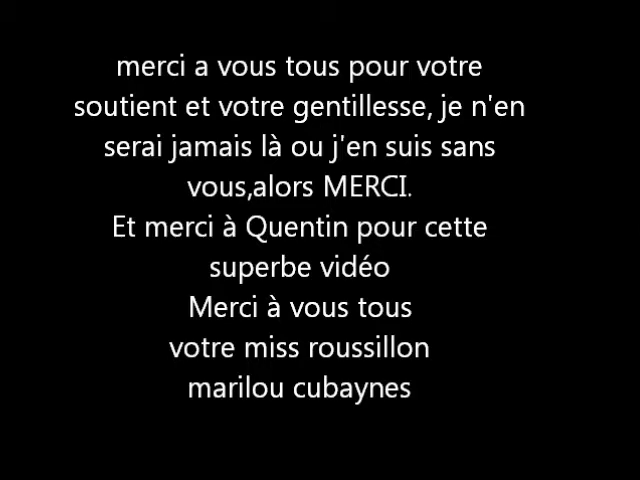 merci a vous tous pour votre
soutient et votre gentillesse, je n'en
serai jamais là ou j'en suis sans
vous,alors MERCI.
Et merci à Quentin pour cette
superbe vidéo
Merci à vous tous
votre miss roussillon
marilou cubaynes